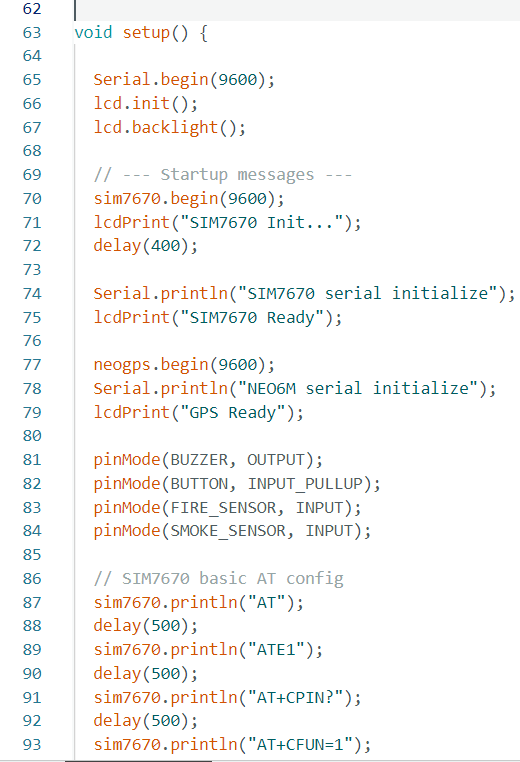 62
63 void setup() {
64
65 Serial.begin(9600);
66 lcd.init();
67 lcd.backlight();
68
69 // --- Startup messages ---
70 sim7670.begin(9600);
71 lcdPrint("SIM7670 Init...");
72 delay(400);
73
74 Serial.println("SIM7670 serial initialize");
75 lcdPrint("SIM7670 Ready");
76
77 neogps.begin(9600);
78 Serial.println("NEO6M serial initialize");
79 lcdPrint("GPS Ready");
80
81 pinMode(BUZZER, OUTPUT);
82 pinMode(BUTTON, INPUT_PULLUP);
83 pinMode(FIRE_SENSOR, INPUT);
84 pinMode(SMOKE_SENSOR, INPUT);
85
86 // SIM7670 basic AT config
87 sim7670.println("AT");
88 delay(500);
89 sim7670.println("ATE1");
90 delay(500);
91 sim7670.println("AT+CPIN?");
92 delay(500);
93 sim7670.println("AT+CFUN=1");